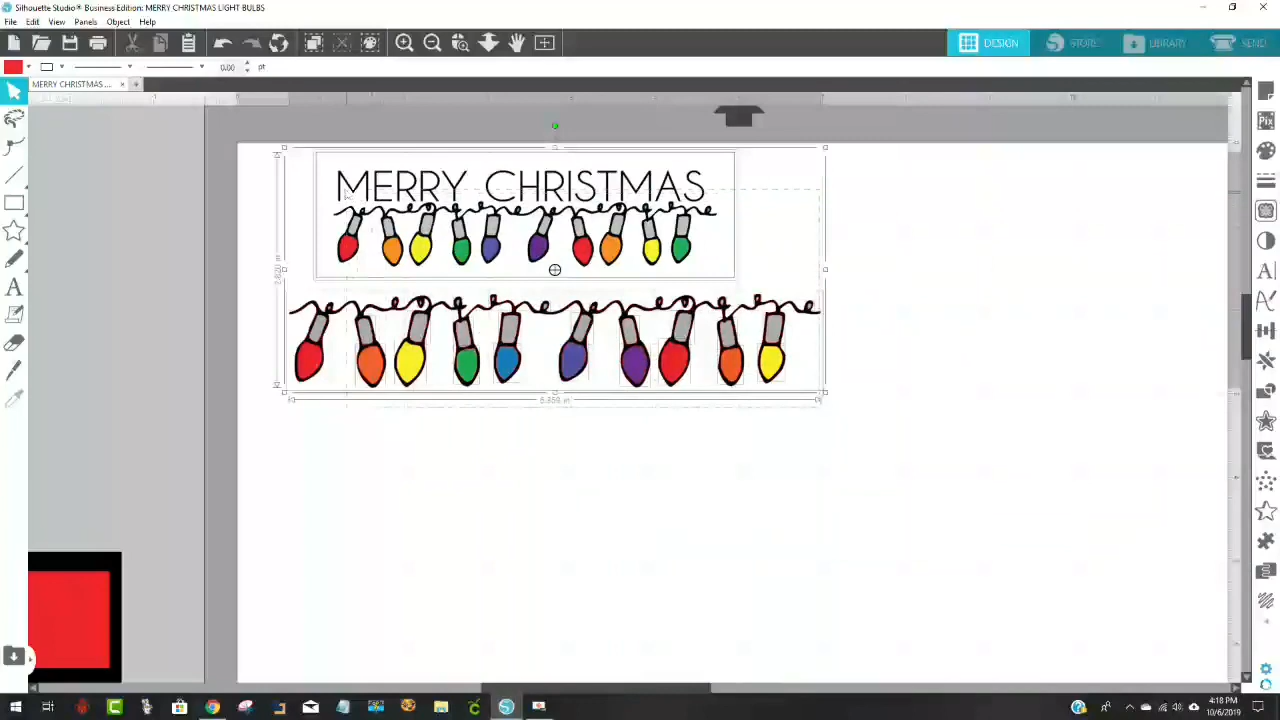 Silhouette Studio® Business Edition: MERRY CHRISTMAS LIGHT BULBS
File Edit View Panels Object Help
DESIGN STORE LIBRARY SEND
0.00 pt
MERRY CHRISTMAS ...
MERRY CHRISTMAS
4:18 PM
10/6/2019